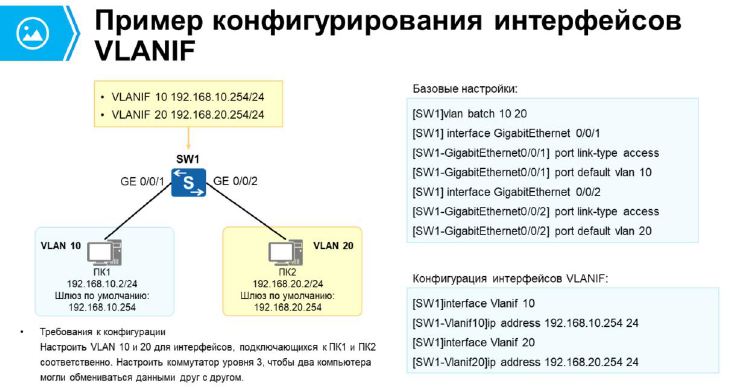 Пример конфигурирования интерфейсов
VLANIF
• VLANIF 10 192.168.10.254/24
• VLANIF 20 192.168.20.254/24
SW1
GE 0/0/1
GE 0/0/2
S
VLAN 10
ПК1
192.168.10.2/24
Шлюз по умолчанию:
192.168.10.254
VLAN 20
ПК2
192.168.20.2/24
Шлюз по умолчанию:
192.168.20.254
• Требования к конфигурации
Настроить VLAN 10 и 20 для интерфейсов, подключающихся к ПК1 и ПК2
соответственно. Настроить коммутатор уровня 3, чтобы два компьютера
могли обмениваться данными друг с другом.
Базовые настройки:
[SW1]vlan batch 10 20
[SW1] interface GigabitEthernet 0/0/1
[SW1-GigabitEthernet0/0/1] port link-type access
[SW1-GigabitEthernet0/0/1] port default vlan 10
[SW1] interface GigabitEthernet 0/0/2
[SW1-GigabitEthernet0/0/2] port link-type access
[SW1-GigabitEthernet0/0/2] port default vlan 20
Конфигурация интерфейсов VLANIF:
[SW1]interface Vlanif 10
[SW1-Vlanif10]ip address 192.168.10.254 24
[SW1]interface Vlanif 20
[SW1-Vlanif20]ip address 192.168.20.254 24